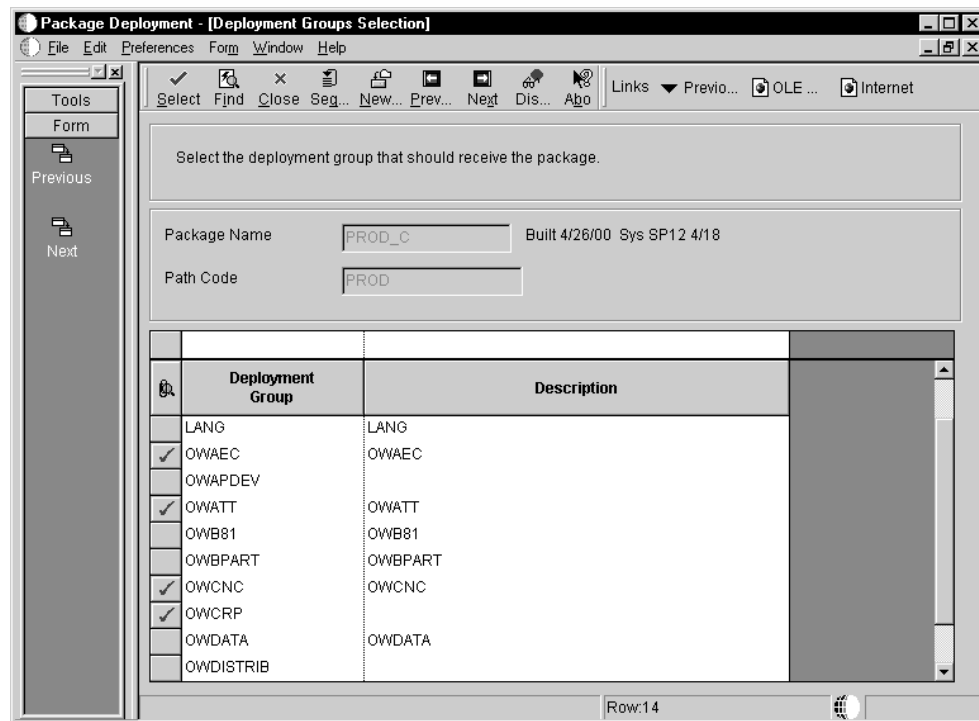 Package Deployment - [Deployment Groups Selection]
File Edit Preferences Form Window Help
Select Find Close Seq... New... Prev... Next Dis... Abo Links Previo... OLE ... Internet
Tools
Form
Previous
Next
Select the deployment group that should receive the package.
Package Name PROD_C Built 4/26/00 Sys SP12 4/18
Path Code PROD
Deployment Group Description
LANG LANG
OWAEC OWAEC
OWAPDEV
OWATT OWATT
OWB81 OWB81
OWBPART OWBPART
OWCNC OWCNC
OWCRP
OWDATA OWDATA
OWDISTRIB
Row:14